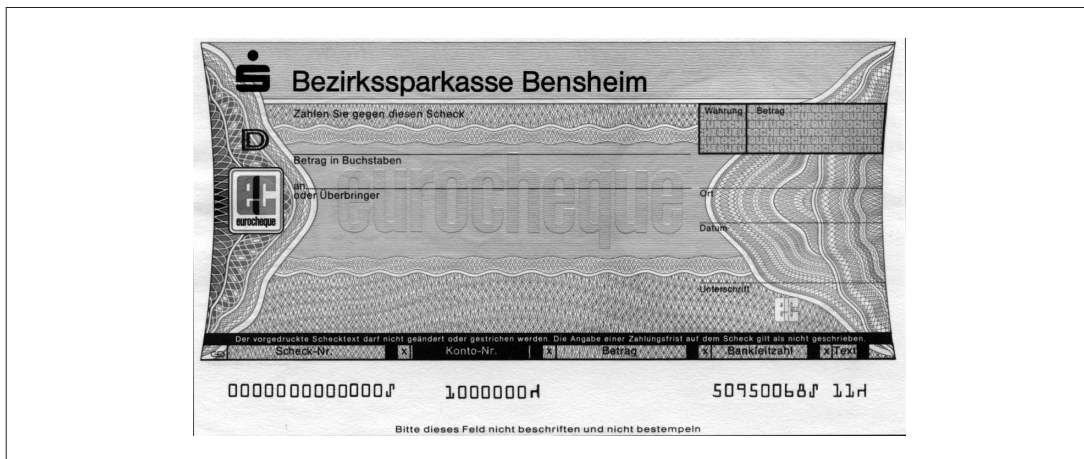 Bezirkssparkasse Bensheim
Zahlen Sie gegen diesen Scheck
Währung Betrag
D
Betrag in Buchstaben
an
oder Überbringer
Ort
eurocheque
ec
eurocheque
Datum
Unterschrift
ec
Der vorgedruckte Schecktext darf nicht geändert oder gestrichen werden. Die Angabe einer Zahlungsfrist auf dem Scheck gilt als nicht geschrieben.
Scheck-Nr. X Konto-Nr. X Betrag X Bankleitzahl X Text
0000000000000⑀ 1000000⑁ 50950068⑀ 11⑁
Bitte dieses Feld nicht beschriften und nicht bestempeln